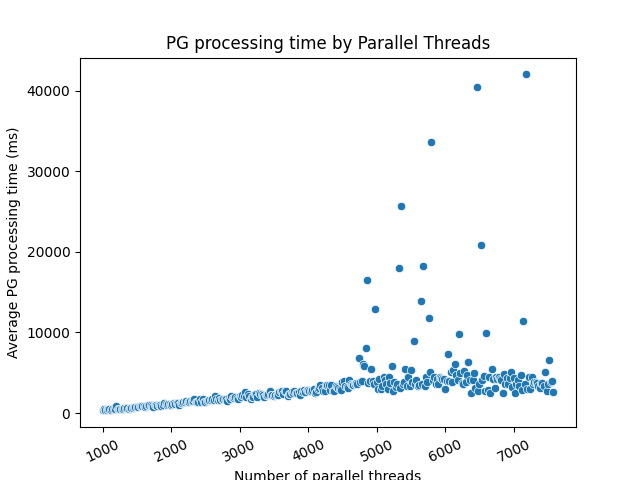 PG processing time by Parallel Threads
Average PG processing time (ms)
40000
30000
20000
10000
0
1000 2000 3000 4000 5000 6000 7000
Number of parallel threads